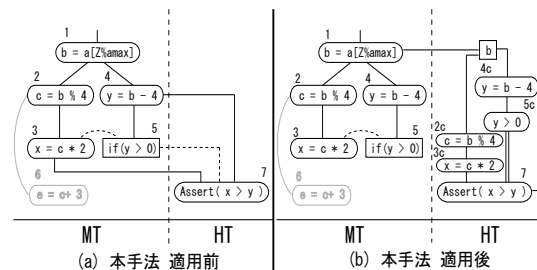 1
b = a[Z%amax]
2
c = b % 4
4
y = b - 4
3
x = c * 2
5
if(y > 0)
6
e = c+ 3
7
Assert( x > y )
MT
HT
(a) 本手法 適用前
1
b = a[Z%amax]
b
2
c = b % 4
4
y = b - 4
4c
y = b - 4
5c
y > 0
3
x = c * 2
5
if(y > 0)
2c
c = b % 4
3c
x = c * 2
6
e = c+ 3
7
Assert( x > y )
MT
HT
(b) 本手法 適用後